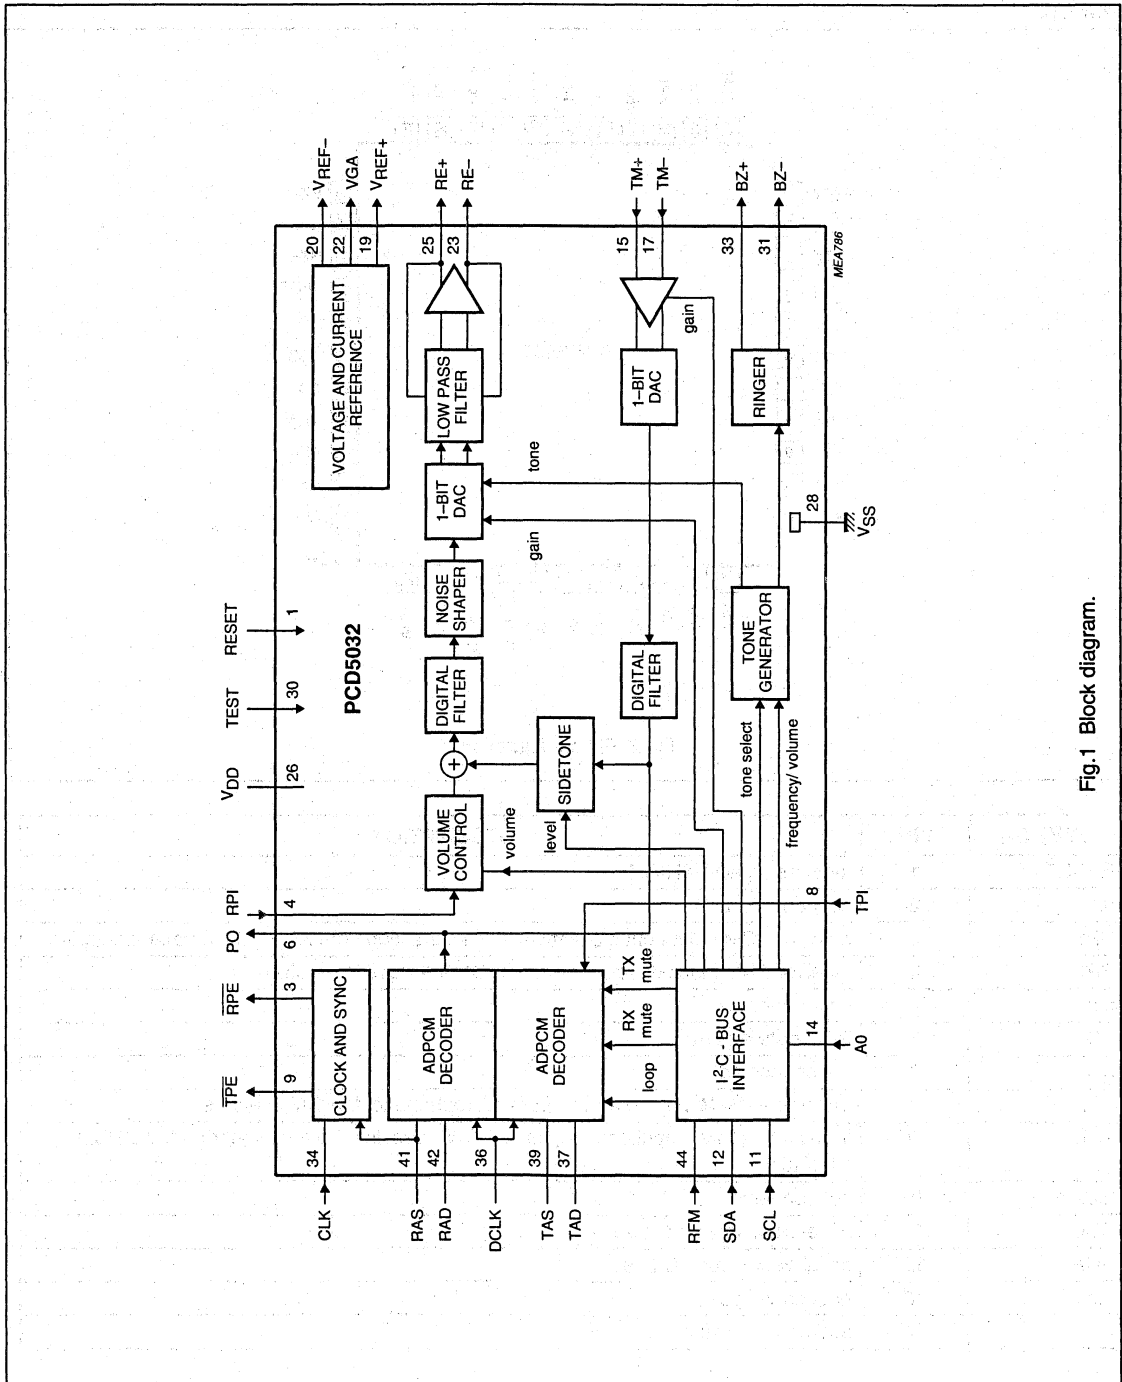 TPE
RPE
PO
RPI
VDD
TEST
RESET
9
3
6
4
26
30
1
PCD5032
CLK
34
CLOCK AND SYNC
VOLTAGE AND CURRENT
REFERENCE
20
VREF–
22
VGA
19
VREF+
RAS
41
RAD
42
DCLK
36
ADPCM
DECODER
VOLUME
CONTROL
+
DIGITAL
FILTER
NOISE
SHAPER
1–BIT
DAC
LOW PASS
FILTER
25
RE+
23
RE–
volume
level
gain
tone
TAS
39
TAD
37
ADPCM
DECODER
SIDETONE
loop
RX
mute
TX
mute
DIGITAL
FILTER
1–BIT
DAC
15
TM+
17
TM–
gain
RFM
44
SDA
12
SCL
11
I2C - BUS
INTERFACE
tone select
frequency/ volume
TONE
GENERATOR
RINGER
33
BZ+
31
BZ–
14
A0
8
TPI
28
VSS
MEA786
Fig.1 Block diagram.